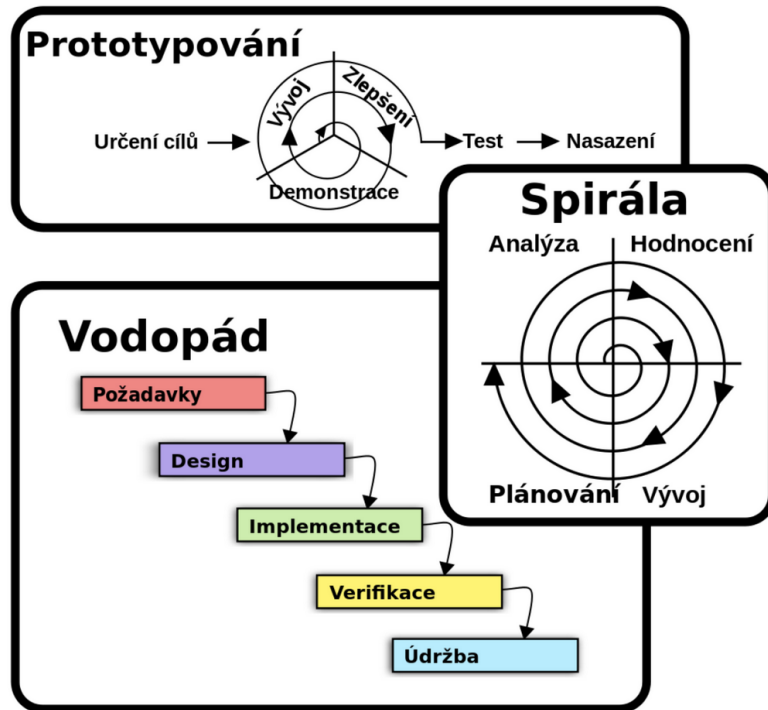 Prototypování
Určení cílů
Vývoj
Zlepšení
Demonstrace
Test
Nasazení
Spirála
Analýza
Hodnocení
Plánování
Vývoj
Vodopád
Požadavky
Design
Implementace
Verifikace
Údržba